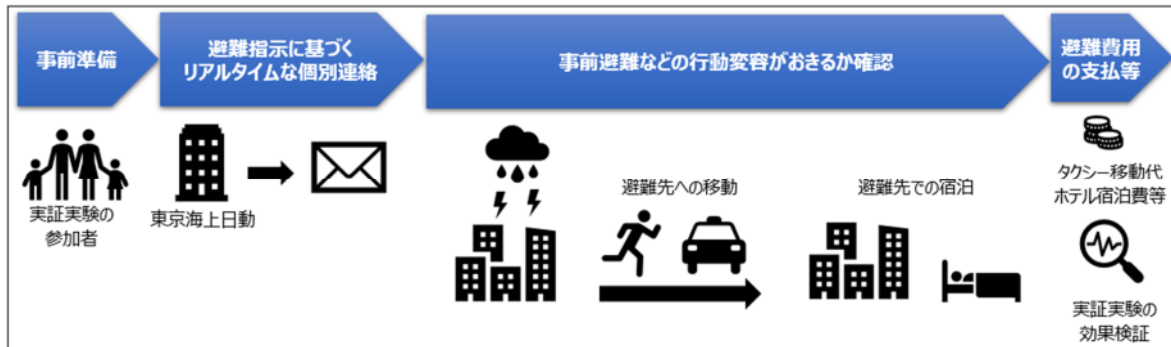 事前準備
避難指示に基づく
リアルタイムな個別連絡
事前避難などの行動変容がおきるか確認
避難費用
の支払等
実証実験の
参加者
東京海上日動
避難先への移動
避難先での宿泊
タクシー移動代
ホテル宿泊費等
実証実験の
効果検証